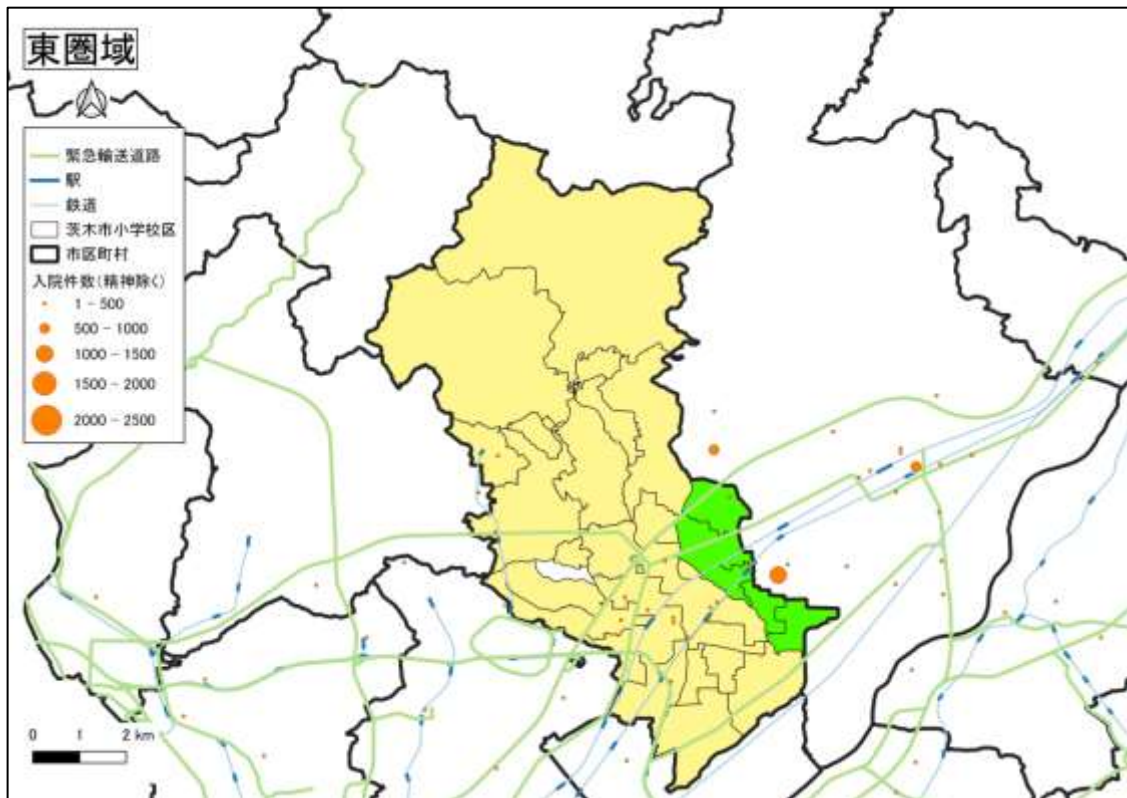 東圏域
緊急輸送道路
駅
鉄道
茨木市小学校区
市区町村
入院件数(精神除く)
1 - 500
500 - 1000
1000 - 1500
1500 - 2000
2000 - 2500
0 1 2 km